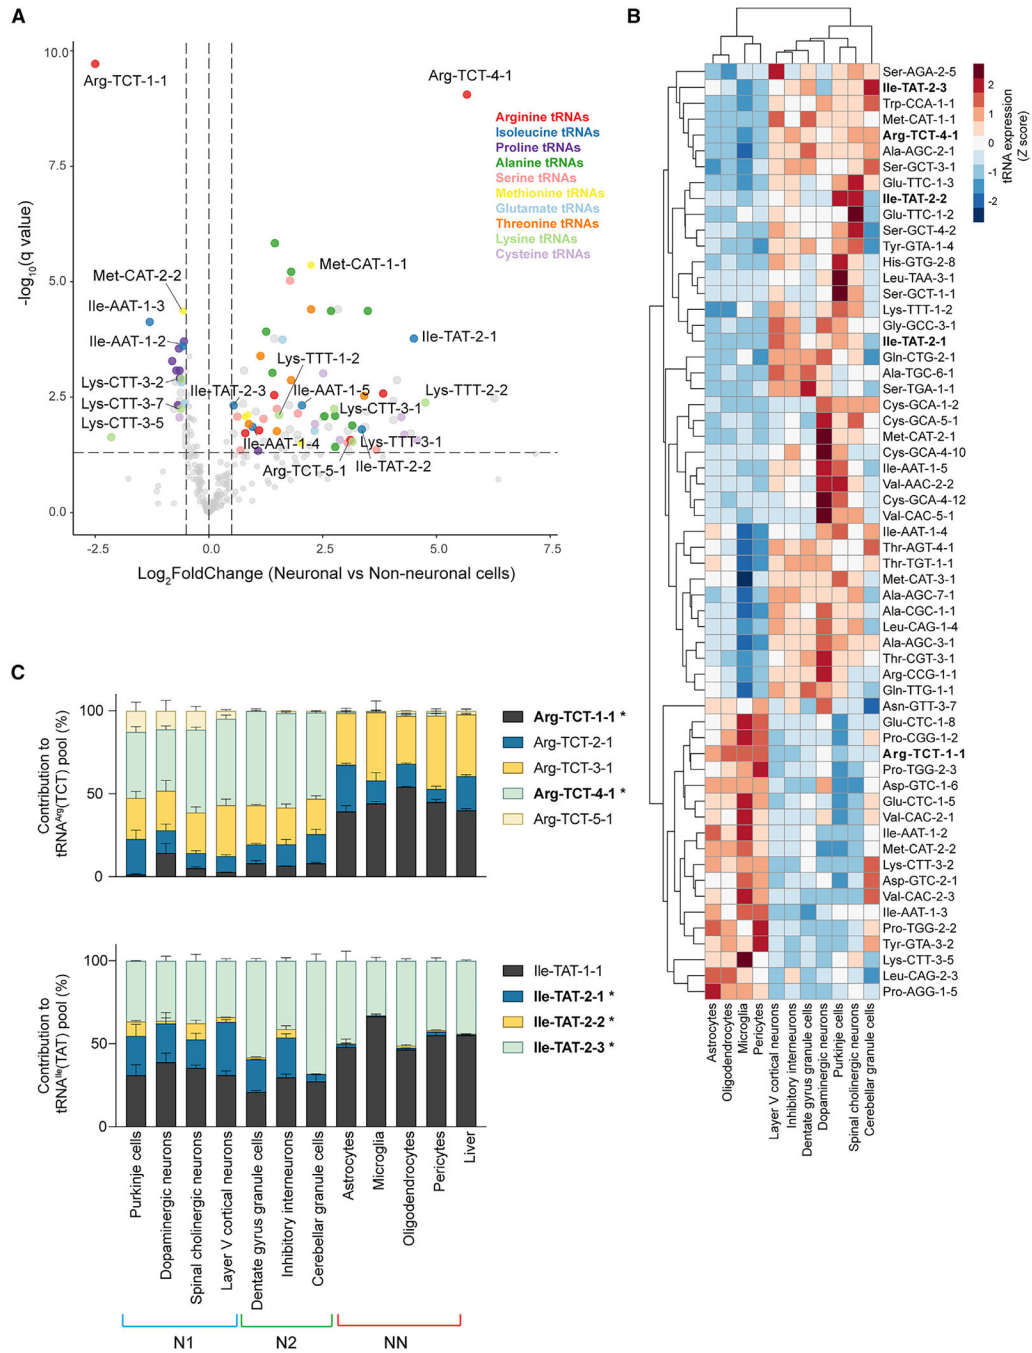 A
10.0
7.5
5.0
2.5
0.0
-log10(q value)
-2.5
0.0
2.5
5.0
7.5
Log2FoldChange (Neuronal vs Non-neuronal cells)
Arg-TCT-1-1
Arg-TCT-4-1
Arginine tRNAs
Isoleucine tRNAs
Proline tRNAs
Alanine tRNAs
Serine tRNAs
Methionine tRNAs
Glutamate tRNAs
Threonine tRNAs
Lysine tRNAs
Cysteine tRNAs
Met-CAT-2-2
Met-CAT-1-1
Ile-AAT-1-3
Ile-AAT-1-2
Ile-TAT-2-1
Lys-TTT-1-2
Lys-CTT-3-2
Ile-TAT-2-3
Ile-AAT-1-5
Lys-TTT-2-2
Lys-CTT-3-7
Lys-CTT-3-1
Lys-CTT-3-5
Ile-AAT-1-4
Lys-TTT-3-1
Arg-TCT-5-1
Ile-TAT-2-2
B
Ser-AGA-2-5
Ile-TAT-2-3
Trp-CCA-1-1
Met-CAT-1-1
Arg-TCT-4-1
Ala-AGC-2-1
Ser-GCT-3-1
Glu-TTC-1-3
Ile-TAT-2-2
Glu-TTC-1-2
Ser-GCT-4-2
Tyr-GTA-1-4
His-GTG-2-8
Leu-TAA-3-1
Ser-GCT-1-1
Lys-TTT-1-2
Gly-GCC-3-1
Ile-TAT-2-1
Gln-CTG-2-1
Ala-TGC-6-1
Ser-TGA-1-1
Cys-GCA-1-2
Cys-GCA-5-1
Met-CAT-2-1
Cys-GCA-4-10
Ile-AAT-1-5
Val-AAC-2-2
Cys-GCA-4-12
Val-CAC-5-1
Ile-AAT-1-4
Thr-AGT-4-1
Thr-TGT-1-1
Met-CAT-3-1
Ala-AGC-7-1
Ala-CGC-1-1
Leu-CAG-1-4
Ala-AGC-3-1
Thr-CGT-3-1
Arg-CCG-1-1
Gln-TTG-1-1
Asn-GTT-3-7
Glu-CTC-1-8
Pro-CGG-1-2
Arg-TCT-1-1
Pro-TGG-2-3
Asp-GTC-1-6
Glu-CTC-1-5
Val-CAC-2-1
Ile-AAT-1-2
Met-CAT-2-2
Lys-CTT-3-2
Asp-GTC-2-1
Val-CAC-2-3
Ile-AAT-1-3
Pro-TGG-2-2
Tyr-GTA-3-2
Lys-CTT-3-5
Leu-CAG-2-3
Pro-AGG-1-5
2
1
0
-1
-2
tRNA expression
(Z score)
Astrocytes
Oligodendrocytes
Microglia
Pericytes
Layer V cortical neurons
Inhibitory interneurons
Dentate gyrus granule cells
Dopaminergic neurons
Purkinje cells
Spinal cholinergic neurons
Cerebellar granule cells
C
Contribution to
tRNAArg(TCT) pool (%)
100
50
0
Arg-TCT-1-1 *
Arg-TCT-2-1
Arg-TCT-3-1
Arg-TCT-4-1 *
Arg-TCT-5-1
Contribution to
tRNAIle(TAT) pool (%)
100
50
0
Ile-TAT-1-1
Ile-TAT-2-1 *
Ile-TAT-2-2 *
Ile-TAT-2-3 *
Purkinje cells
Dopaminergic neurons
Spinal cholinergic neurons
Layer V cortical neurons
Dentate gyrus granule cells
Inhibitory interneurons
Cerebellar granule cells
Astrocytes
Microglia
Oligodendrocytes
Pericytes
Liver
N1
N2
NN